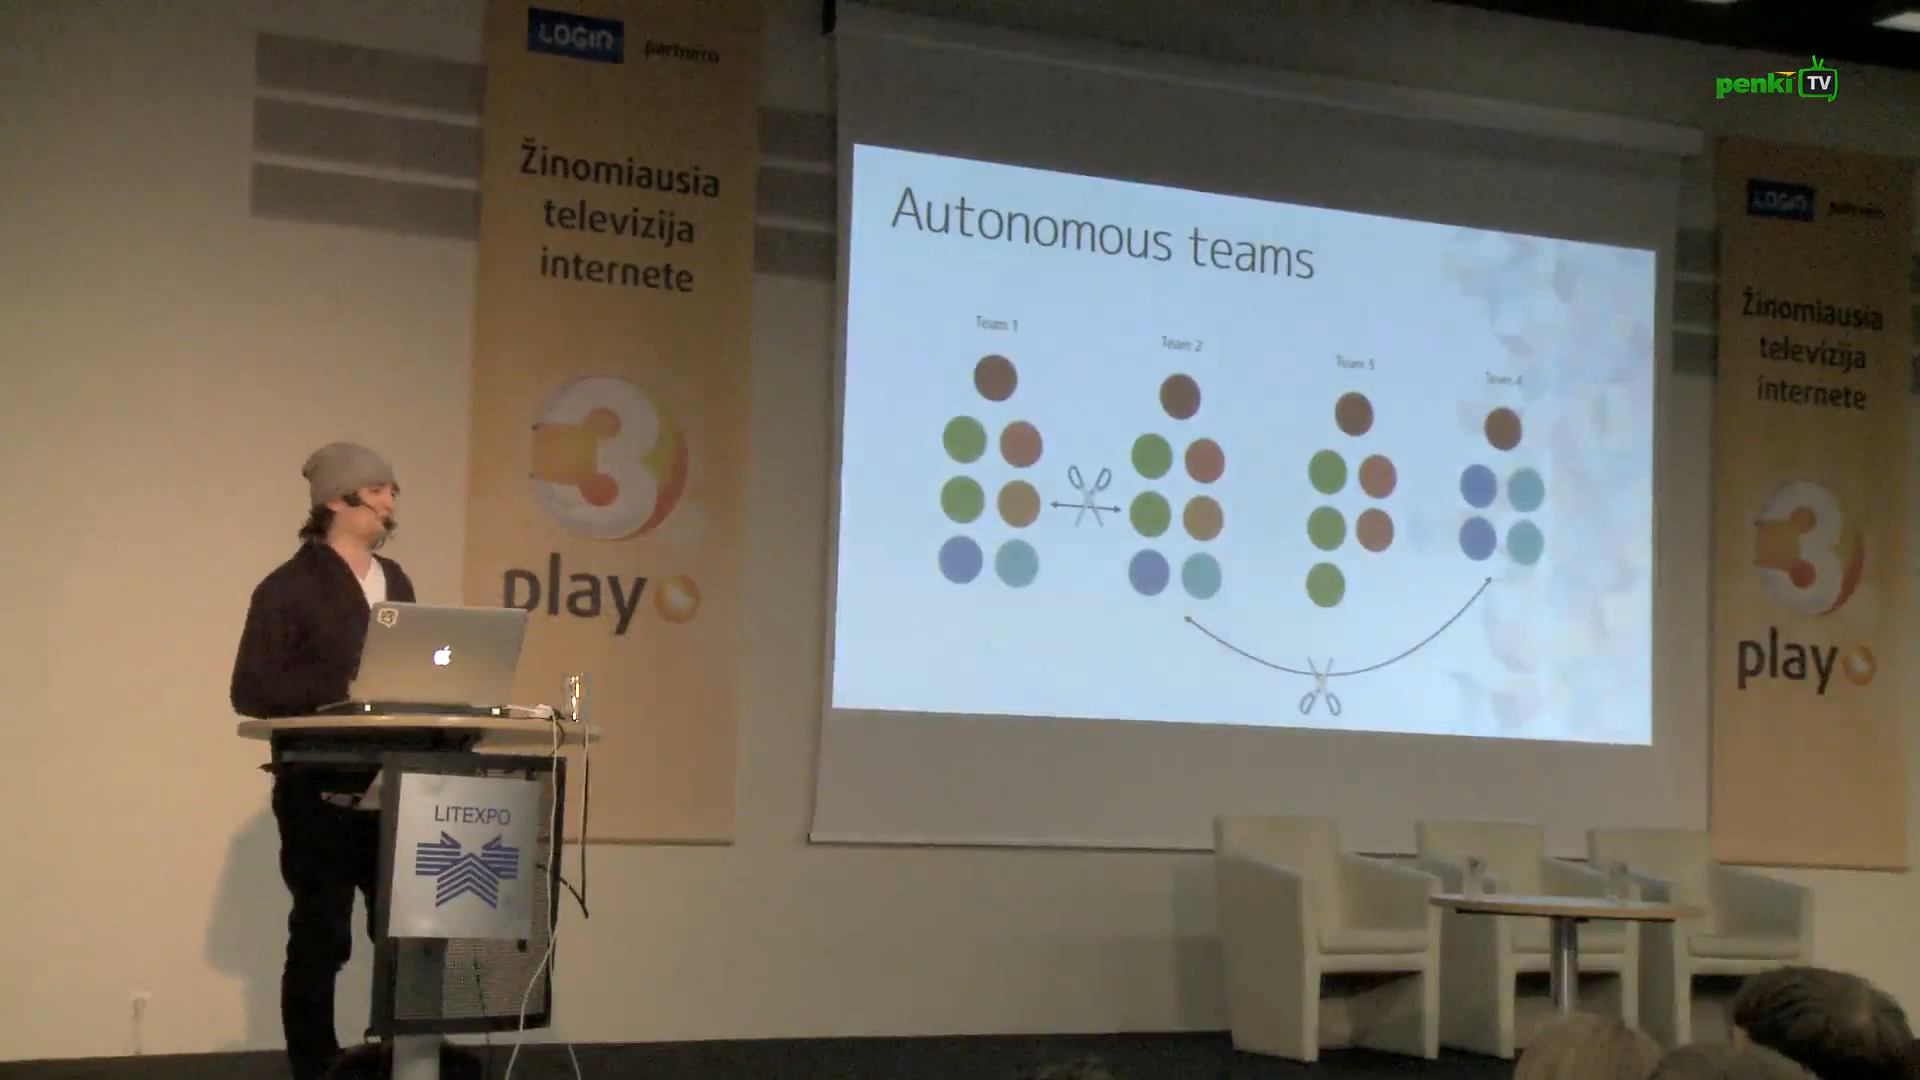 LOGIN partneris
Žinomiausia
televizija
internete
3
play
LITEXPO
Autonomous teams
Team 1
Team 2
Team 3
Team 4
penki TV
LOGIN
Žinomiausia
televizija
internete
3
play